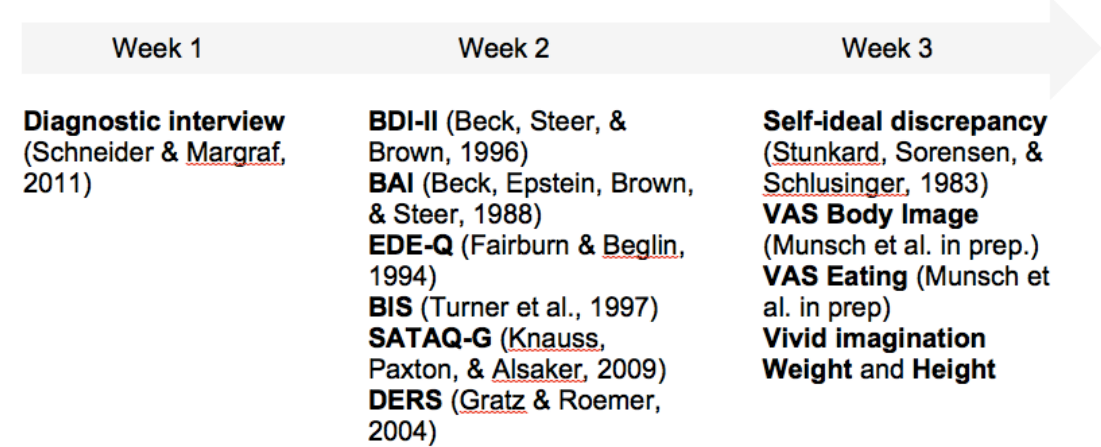 Week 1
Week 2
Week 3
Diagnostic interview
(Schneider & Margraf,
2011)
BDI-II (Beck, Steer, &
Brown, 1996)
BAI (Beck, Epstein, Brown,
& Steer, 1988)
EDE-Q (Fairburn & Beglin,
1994)
BIS (Turner et al., 1997)
SATAQ-G (Knauss,
Paxton, & Alsaker, 2009)
DERS (Gratz & Roemer,
2004)
Self-ideal discrepancy
(Stunkard, Sorensen, &
Schlusinger, 1983)
VAS Body Image
(Munsch et al. in prep.)
VAS Eating (Munsch et
al. in prep)
Vivid imagination
Weight and Height